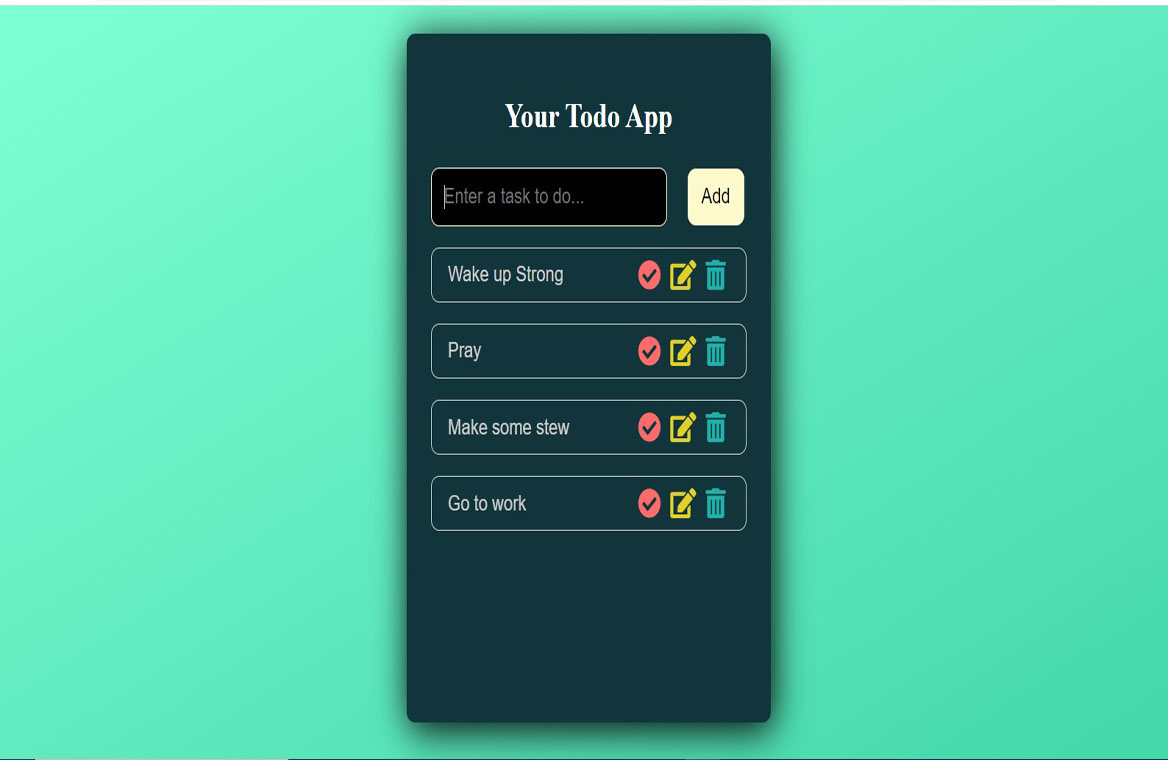 Your Todo App
Enter a task to do...
Add
Wake up Strong
Pray
Make some stew
Go to work